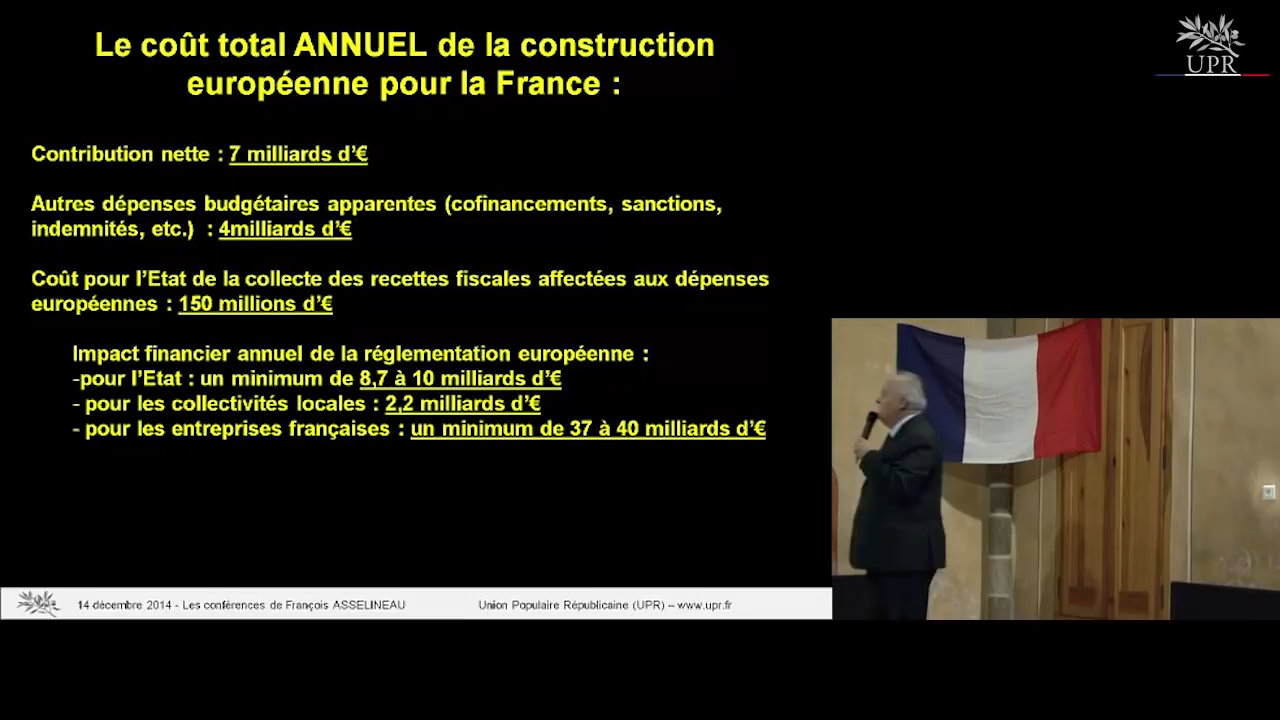 Le coût total ANNUEL de la construction
européenne pour la France :
UPR
Contribution nette : 7 milliards d’€
Autres dépenses budgétaires apparentes (cofinancements, sanctions,
indemnités, etc.) : 4milliards d’€
Coût pour l’Etat de la collecte des recettes fiscales affectées aux dépenses
européennes : 150 millions d’€
Impact financier annuel de la réglementation européenne :
-pour l’Etat : un minimum de 8,7 à 10 milliards d’€
- pour les collectivités locales : 2,2 milliards d’€
- pour les entreprises françaises : un minimum de 37 à 40 milliards d’€
14 décembre 2014 - Les conférences de François ASSELINEAU
Union Populaire Républicaine (UPR) – www.upr.fr